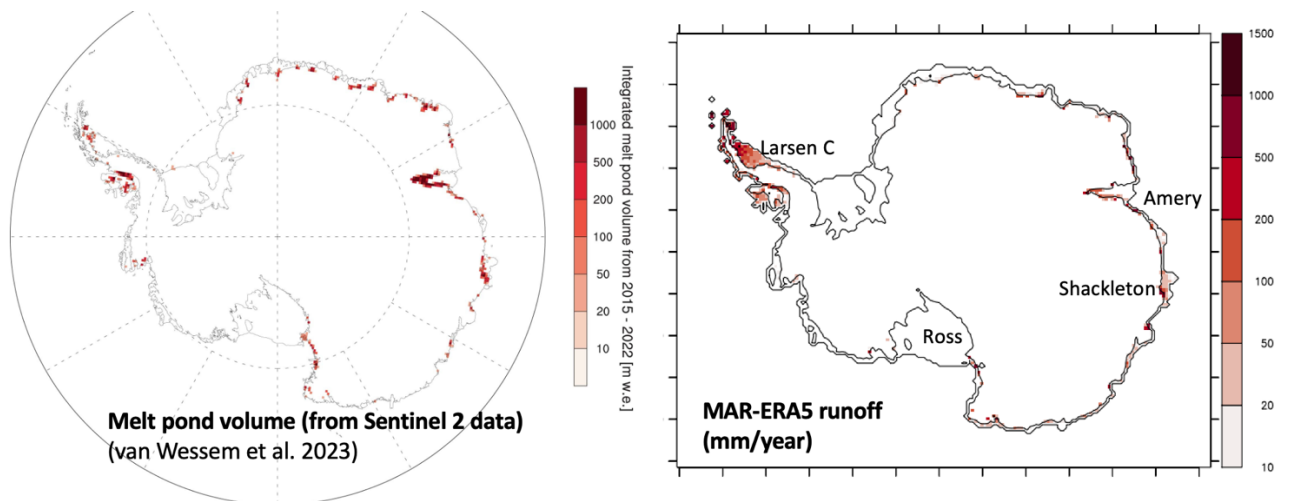 1000
500
200
100
50
20
10
Integrated melt pond volume from 2015 - 2022 [m w.e.]
Melt pond volume (from Sentinel 2 data)
(van Wessem et al. 2023)
Larsen C
Amery
Shackleton
Ross
MAR-ERA5 runoff
(mm/year)
1500
1000
500
200
100
50
20
10